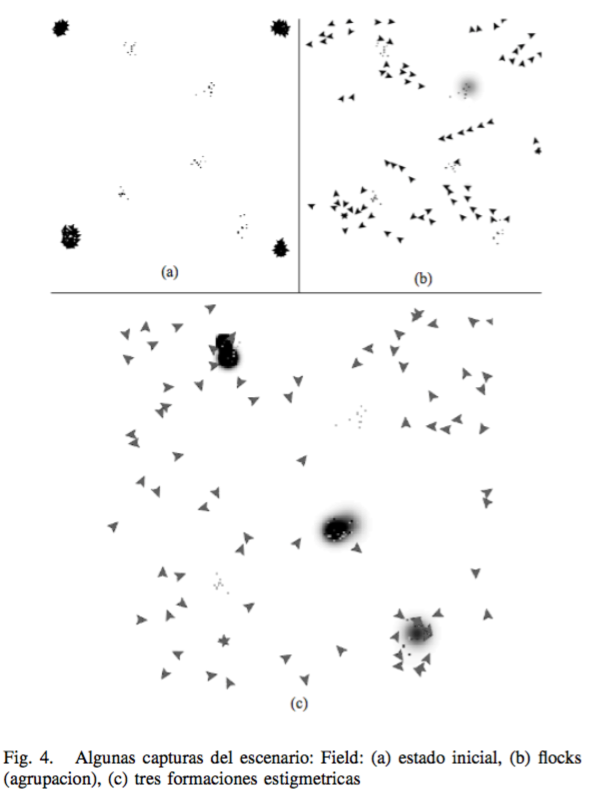 (a)
(b)
(c)
Fig. 4. Algunas capturas del escenario: Field: (a) estado inicial, (b) flocks
(agrupacion), (c) tres formaciones estigmetricas